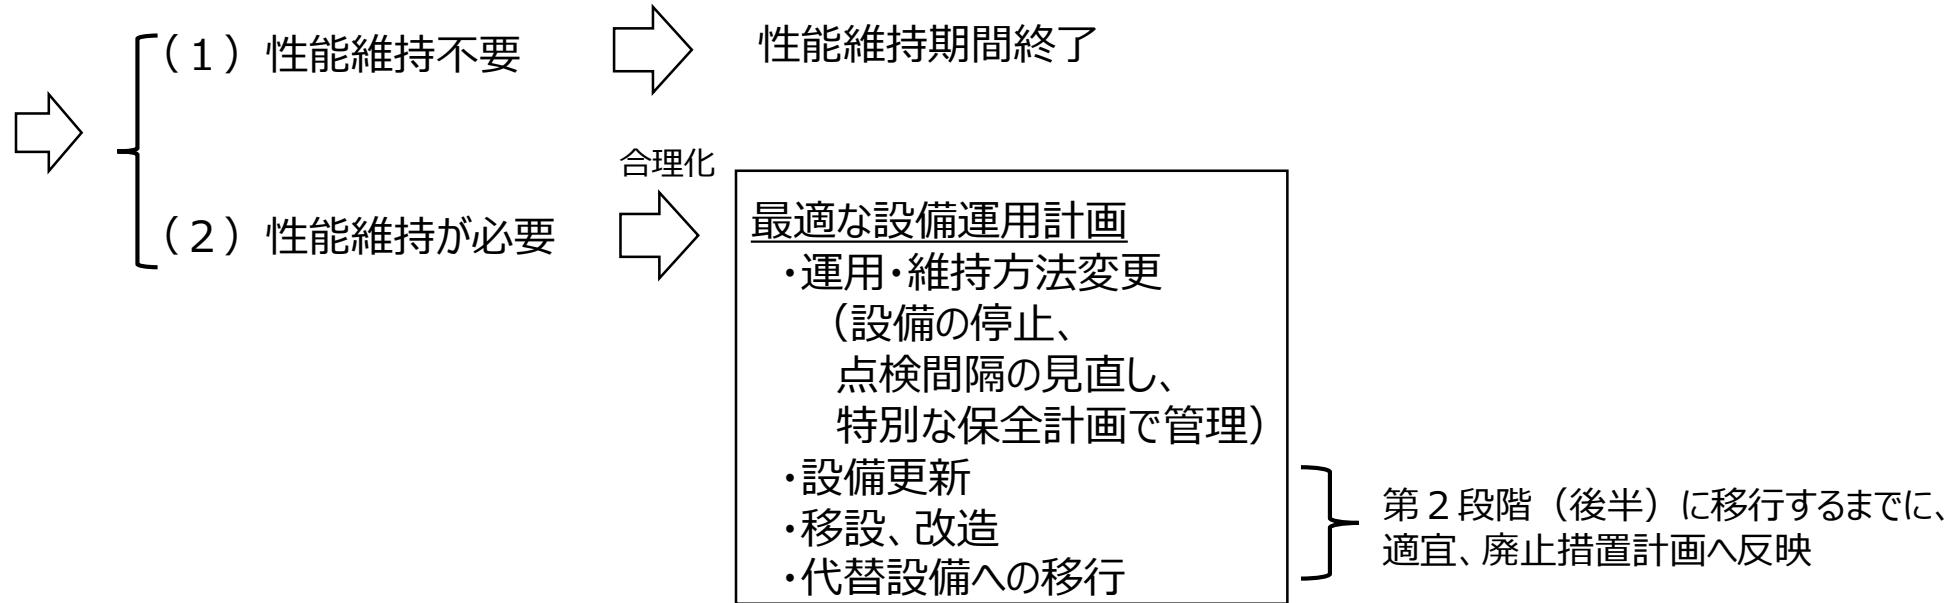 （１）性能維持不要
性能維持期間終了
合理化
（２）性能維持が必要
最適な設備運用計画
・運用・維持方法変更
（設備の停止、
点検間隔の見直し、
特別な保全計画で管理）
・設備更新
・移設、改造
・代替設備への移行
第２段階（後半）に移行するまでに、
適宜、廃止措置計画へ反映